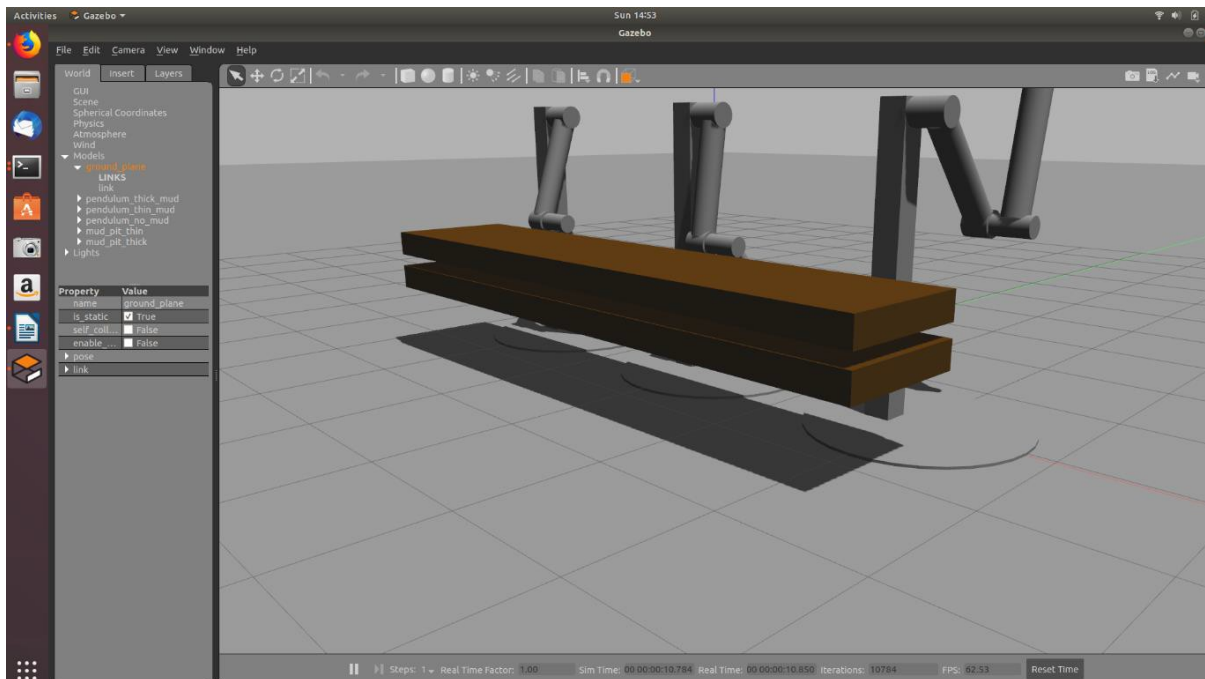 Activities Gazebo Sun 14:53
Gazebo
File Edit Camera View Window Help
World Insert Layers
GUI
Scene
Spherical Coordinates
Physics
Atmosphere
Wind
Models
ground_plane
LINKS
link
pendulum_thick_mud
pendulum_thin_mud
pendulum_no_mud
mud_pit_thin
mud_pit_thick
Lights
Property Value
name ground_plane
is_static True
self_coll... False
enable_... False
pose
link
Steps: 1 Real Time Factor: 1.00 Sim Time: 00 00:00:10.784 Real Time: 00 00:00:10.850 Iterations: 10784 FPS: 62.53 Reset Time